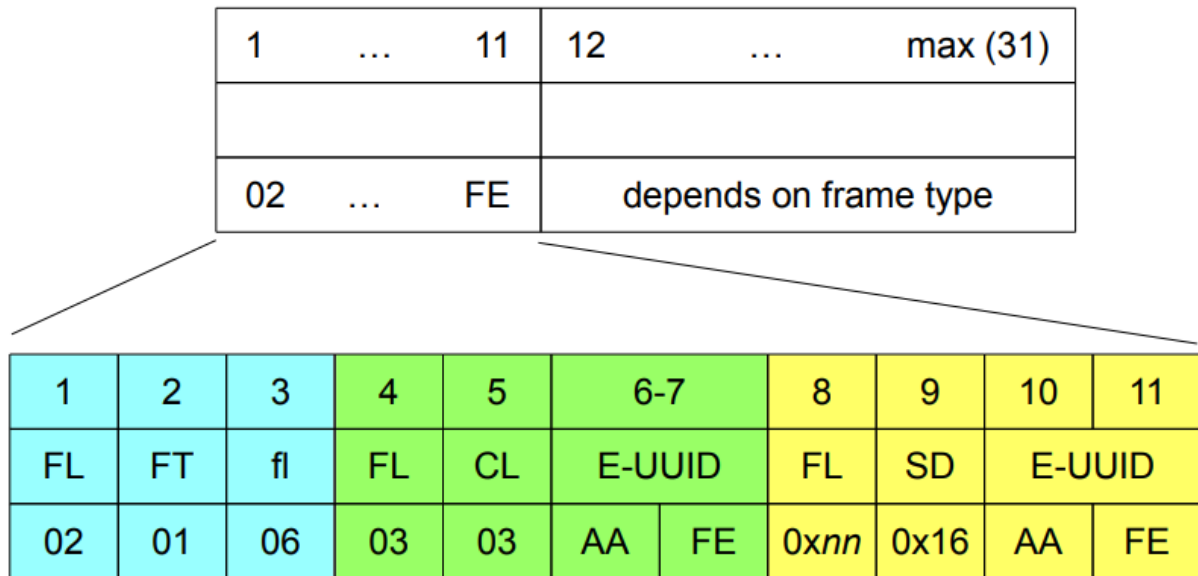 1 … 11 12 … max (31)
02 … FE depends on frame type
1 2 3 4 5 6-7 8 9 10 11
FL FT fl FL CL E-UUID FL SD E-UUID
02 01 06 03 03 AA FE 0xnn 0x16 AA FE